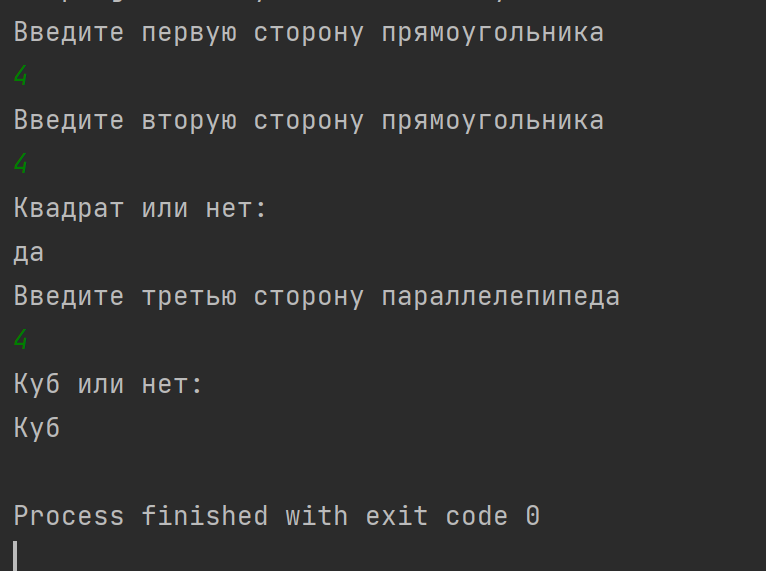 Введите первую сторону прямоугольника
4
Введите вторую сторону прямоугольника
4
Квадрат или нет:
да
Введите третью сторону параллелепипеда
4
Куб или нет:
Куб
Process finished with exit code 0